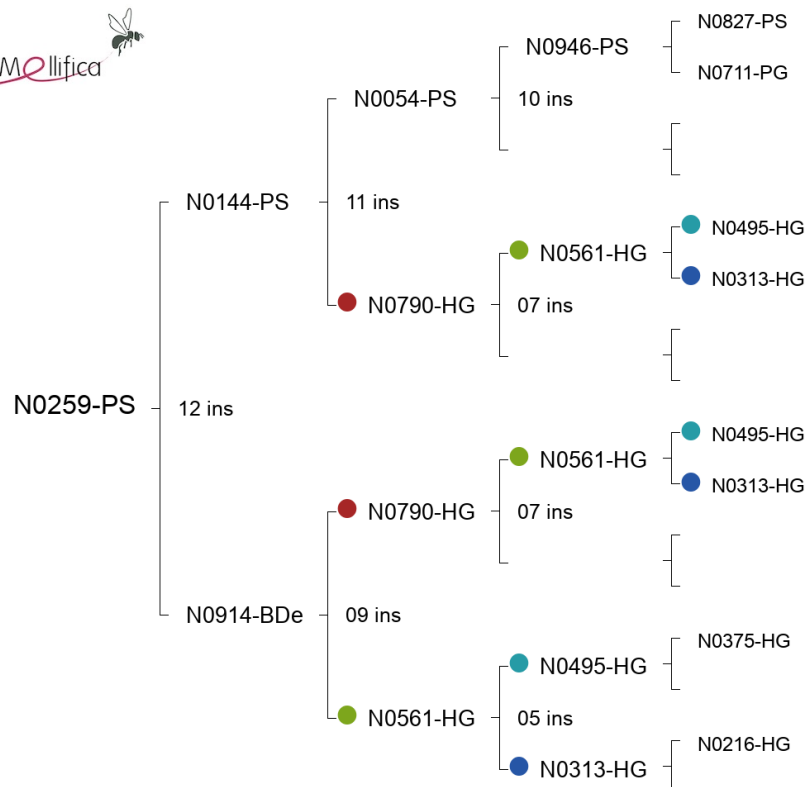 Mellifica
N0827-PS
N0946-PS
N0711-PG
N0054-PS
10 ins
N0144-PS
11 ins
N0495-HG
N0561-HG
N0313-HG
N0790-HG
07 ins
N0259-PS
12 ins
N0495-HG
N0561-HG
N0313-HG
N0790-HG
07 ins
N0914-BDe
09 ins
N0375-HG
N0495-HG
N0561-HG
05 ins
N0216-HG
N0313-HG